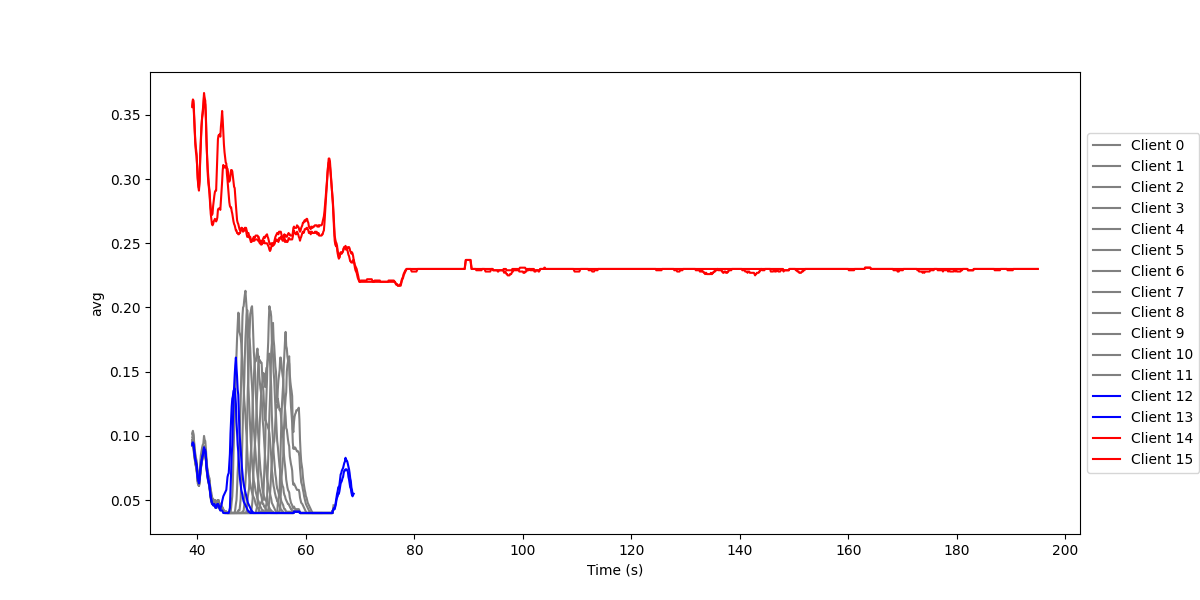 avg
0.35
0.30
0.25
0.20
0.15
0.10
0.05
40
60
80
100
120
140
160
180
200
Time (s)
Client 0
Client 1
Client 2
Client 3
Client 4
Client 5
Client 6
Client 7
Client 8
Client 9
Client 10
Client 11
Client 12
Client 13
Client 14
Client 15